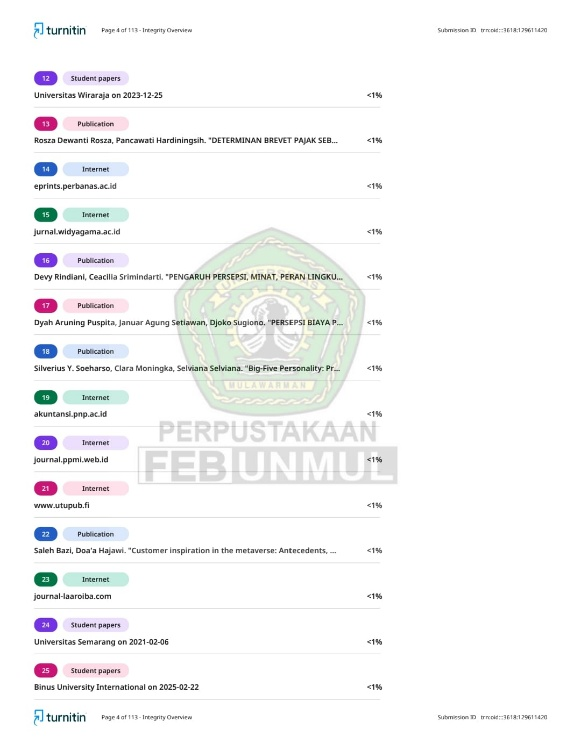 turnitin Page 4 of 113 - Integrity Overview Submission ID trn:oid:::3618:129611420
12 Student papers
Universitas Wiraraja on 2023-12-25 <1%
13 Publication
Rosza Dewanti Rosza, Pancawati Hardiningsih. "DETERMINAN BREVET PAJAK SEB... <1%
14 Internet
eprints.perbanas.ac.id <1%
15 Internet
jurnal.widyagama.ac.id <1%
16 Publication
Devy Rindiani, Ceacilia Srimindarti. "PENGARUH PERSEPSI, MINAT, PERAN LINGKU... <1%
17 Publication
Dyah Aruning Puspita, Januar Agung Setiawan, Djoko Sugiono. "PERSEPSI BIAYA P... <1%
18 Publication
Silverius Y. Soeharso, Clara Moningka, Selviana Selviana. "Big-Five Personality: Pr... <1%
MULAWARMAN
19 Internet
akuntansi.pnp.ac.id <1%
PERPUSTAKAAN
20 Internet
journal.ppmi.web.id <1%
FEB UNMUL
21 Internet
www.utupub.fi <1%
22 Publication
Saleh Bazi, Doa'a Hajawi. "Customer inspiration in the metaverse: Antecedents, ... <1%
23 Internet
journal-laaroiba.com <1%
24 Student papers
Universitas Semarang on 2021-02-06 <1%
25 Student papers
Binus University International on 2025-02-22 <1%
turnitin Page 4 of 113 - Integrity Overview Submission ID trn:oid:::3618:129611420